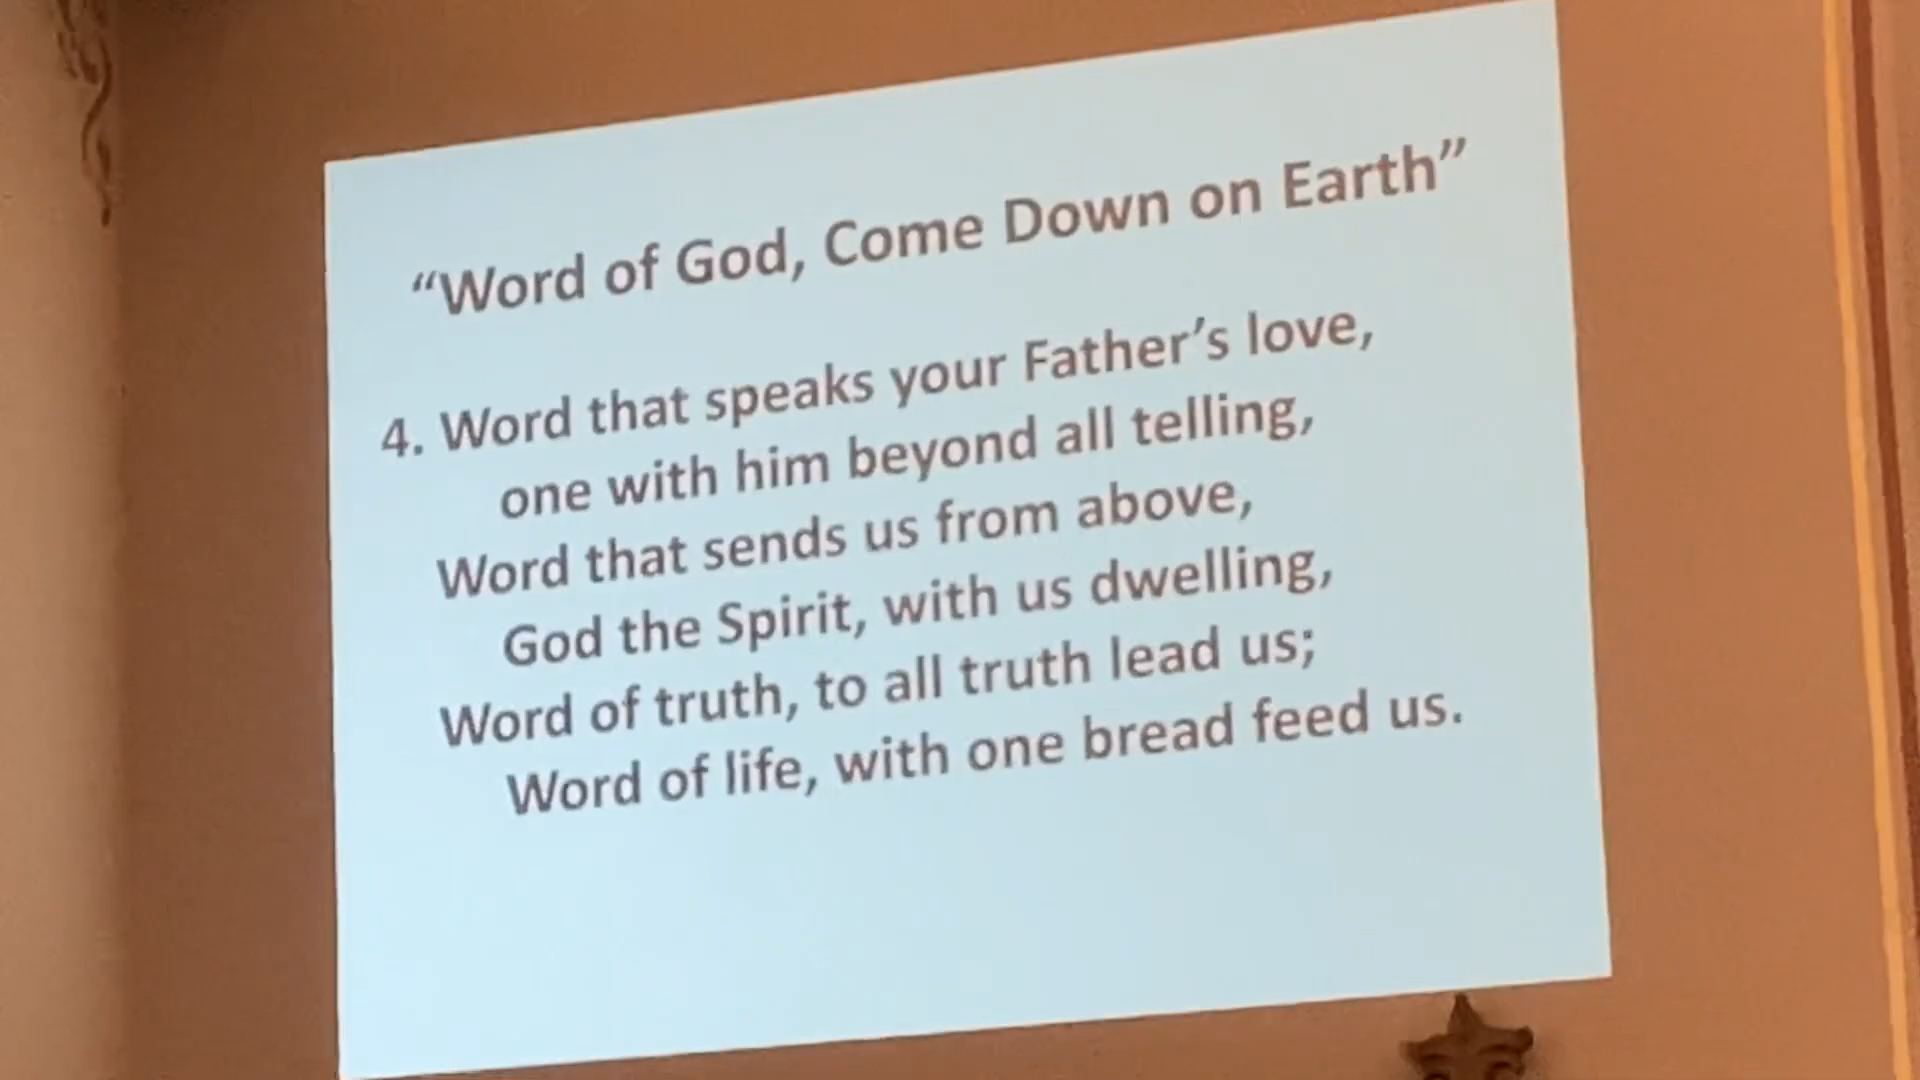 “Word of God, Come Down on Earth”
4. Word that speaks your Father’s love,
one with him beyond all telling,
Word that sends us from above,
God the Spirit, with us dwelling,
Word of truth, to all truth lead us;
Word of life, with one bread feed us.